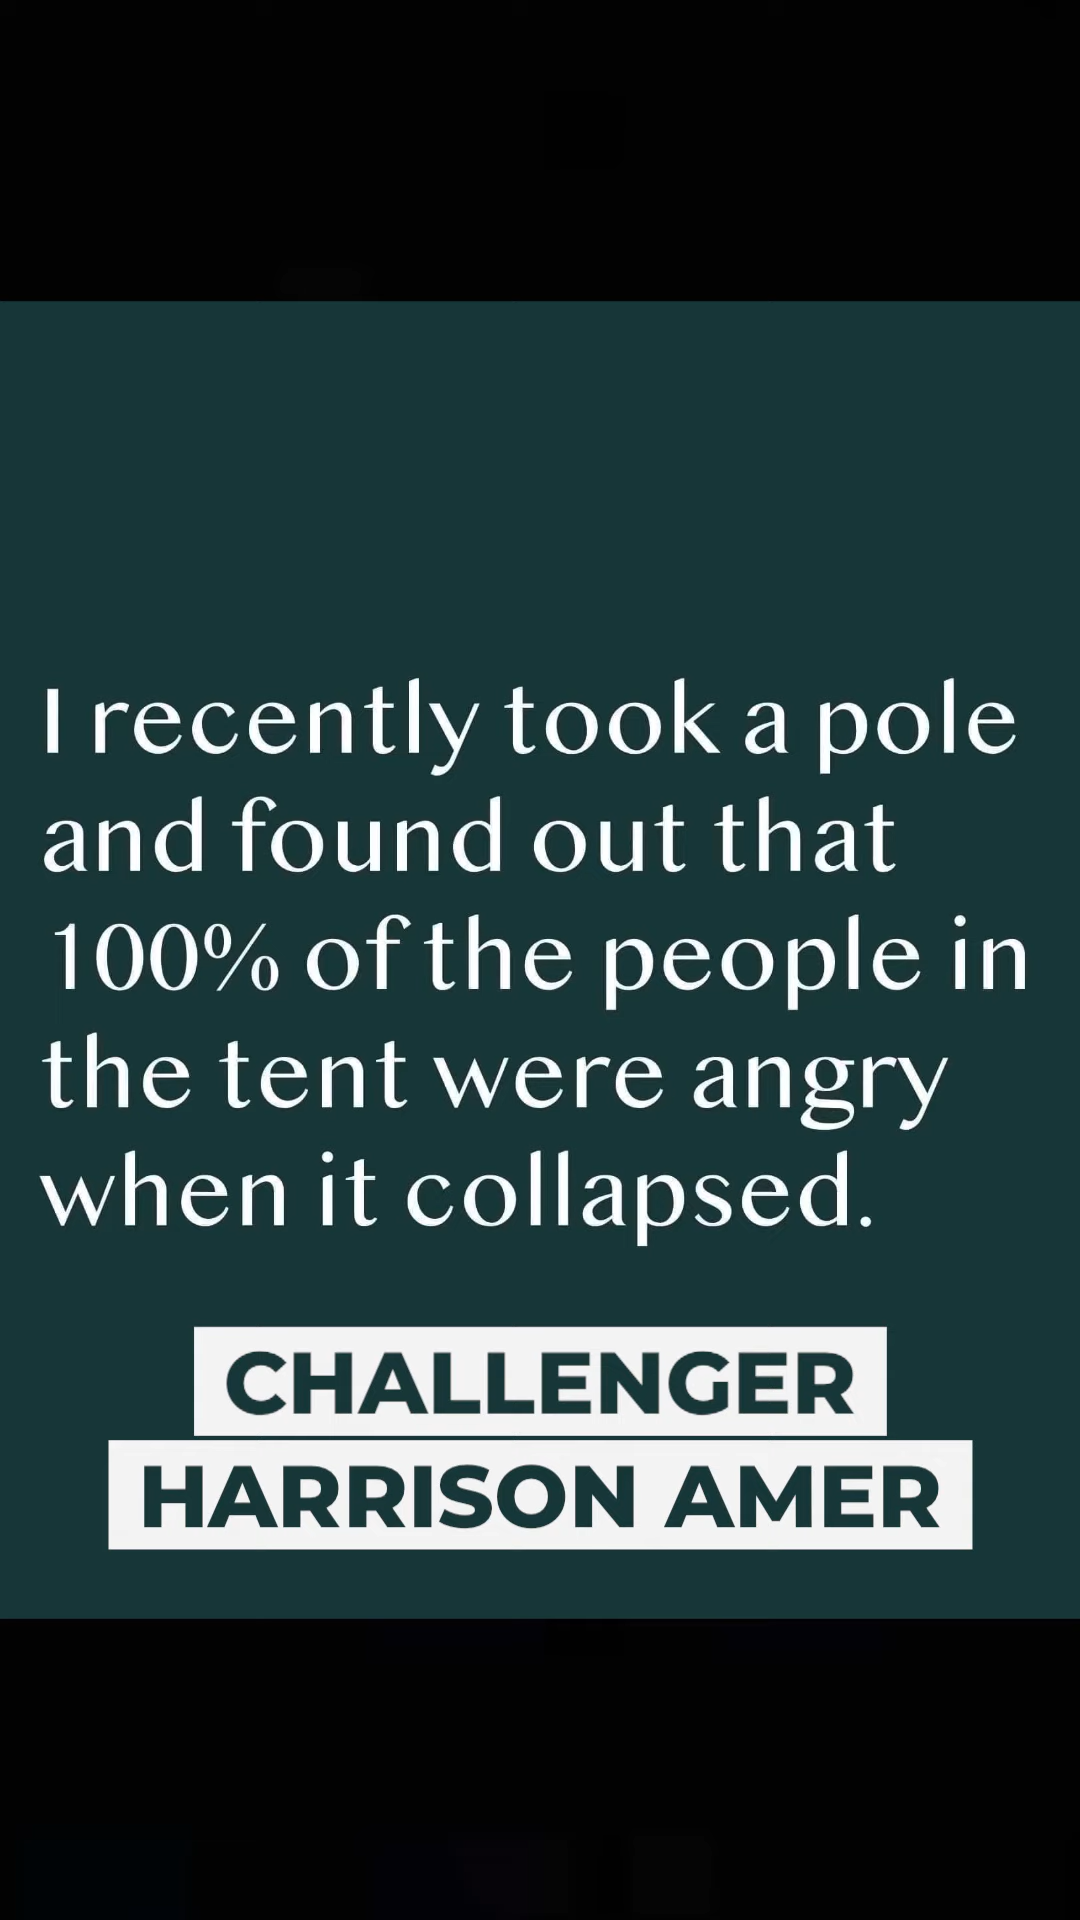 I recently took a pole
and found out that
100% of the people in
the tent were angry
when it collapsed.
CHALLENGER
HARRISON AMER